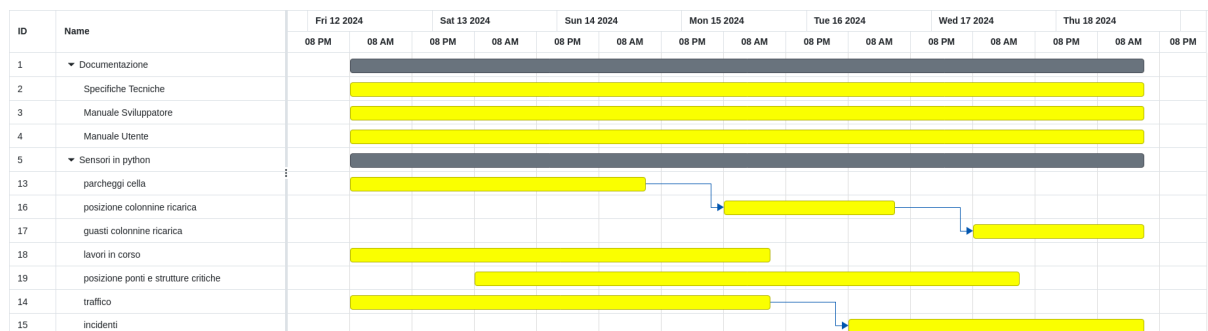 ID Name Fri 12 2024 Sat 13 2024 Sun 14 2024 Mon 15 2024 Tue 16 2024 Wed 17 2024 Thu 18 2024
08 PM 08 AM 08 PM 08 AM 08 PM 08 AM 08 PM 08 AM 08 PM 08 AM 08 PM 08 AM 08 PM 08 AM 08 PM
1 Documentazione
2 Specifiche Tecniche
3 Manuale Sviluppatore
4 Manuale Utente
5 Sensori in python
13 parcheggi cella
16 posizione colonnine ricarica
17 guasti colonnine ricarica
18 lavori in corso
19 posizione ponti e strutture critiche
14 traffico
15 incidenti